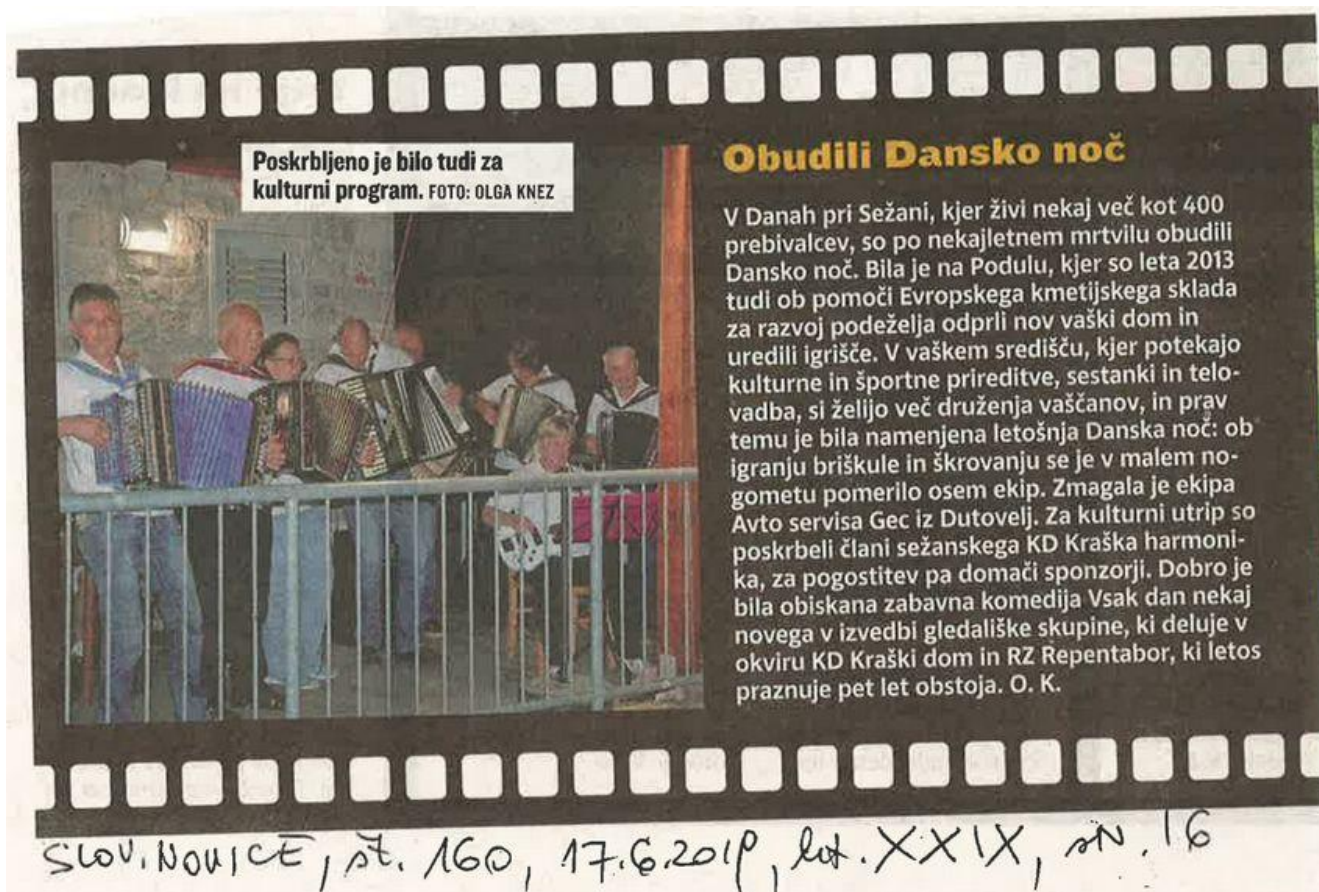 Poskrbljeno je bilo tudi za
kulturni program. FOTO: OLGA KNEZ
Obudili Dansko noč
V Danah pri Sežani, kjer živi nekaj več kot 400
prebivalcev, so po nekajletnem mrtvilu obudili
Dansko noč. Bila je na Podulu, kjer so leta 2013
tudi ob pomoči Evropskega kmetijskega sklada
za razvoj podeželja odprli nov vaški dom in
uredili igrišče. V vaškem središču, kjer potekajo
kulturne in športne prireditve, sestanki in telo-
vadba, si želijo več druženja vaščanov, in prav
temu je bila namenjena letošnja Danska noč: ob
igranju briškule in škrovanju se je v malem no-
gometu pomerilo osem ekip. Zmagala je ekipa
Avto servisa Gec iz Dutovelj. Za kulturni utrip so
poskrbeli člani sežanskega KD Kraška harmoni-
ka, za pogostitev pa domači sponzorji. Dobro je
bila obiskana zabavna komedija Vsak dan nekaj
novega v izvedbi gledališke skupine, ki deluje v
okviru KD Kraški dom in RZ Repentabor, ki letos
praznuje pet let obstoja. O. K.
SLOV. NOVICE, št. 160, 17.6.2019, let. XXIX, str. 16